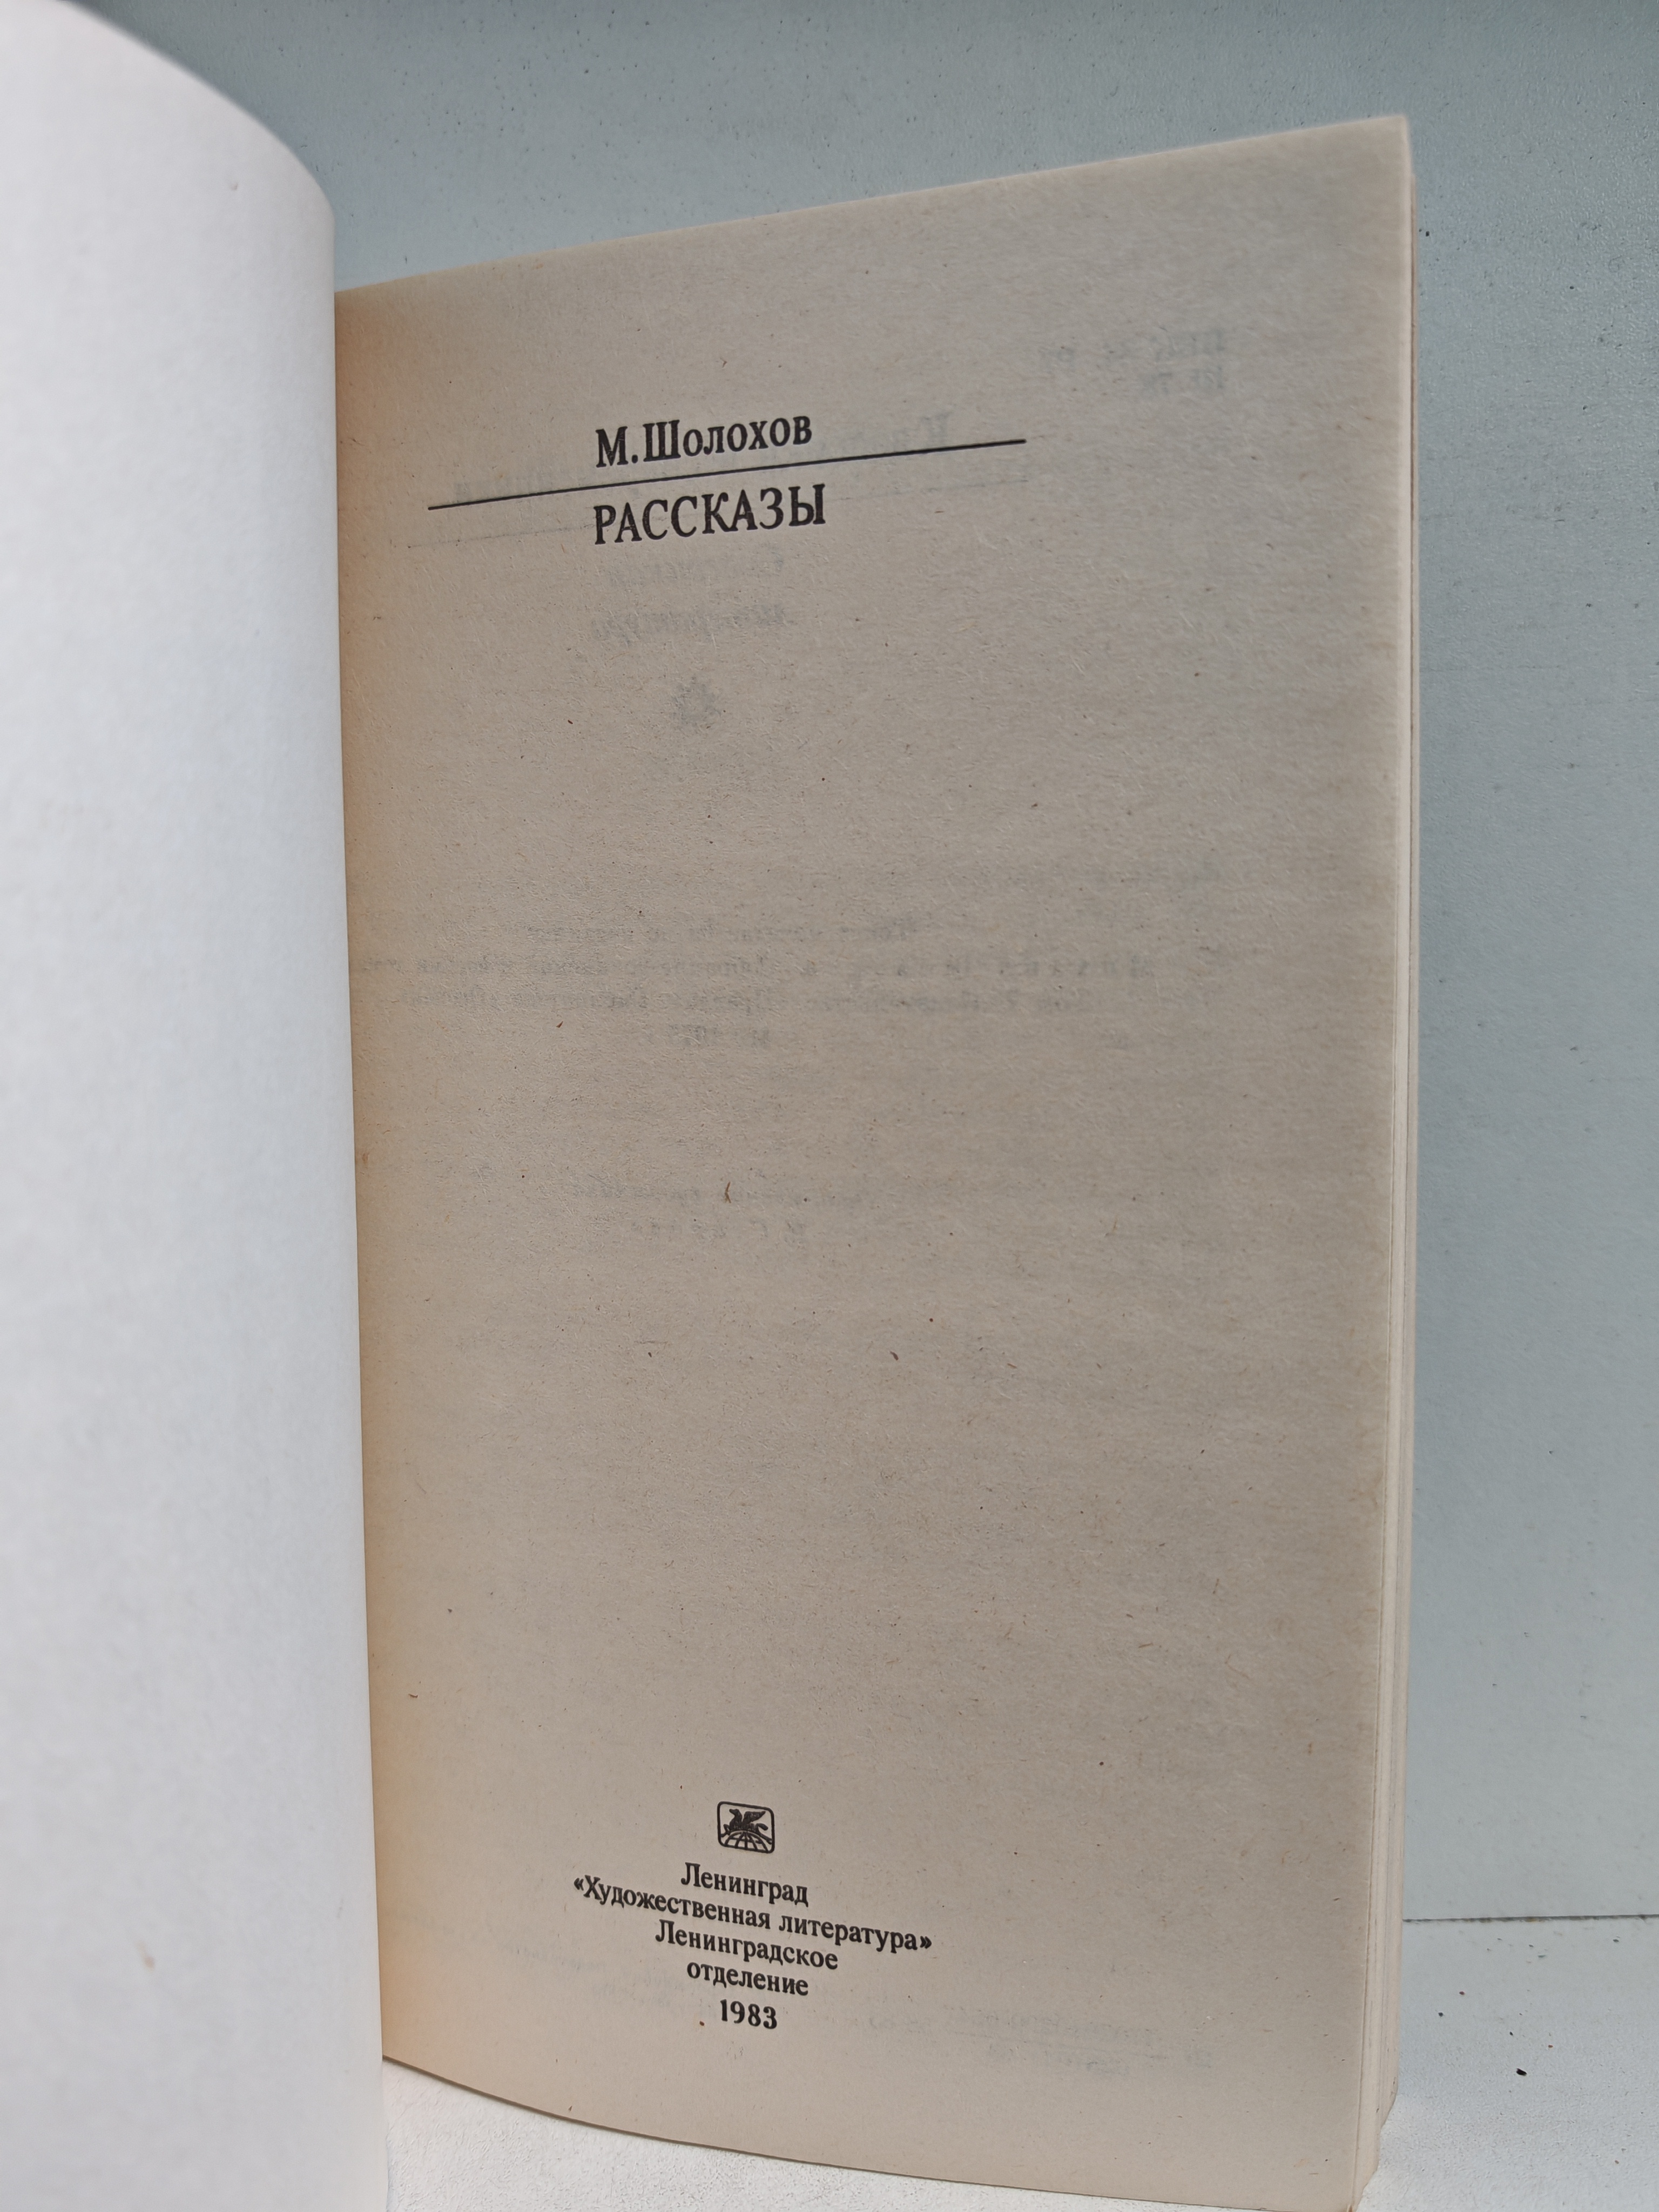 М. Шолохов
РАССКАЗЫ
Ленинград
«Художественная литература»
Ленинградское
отделение
1983